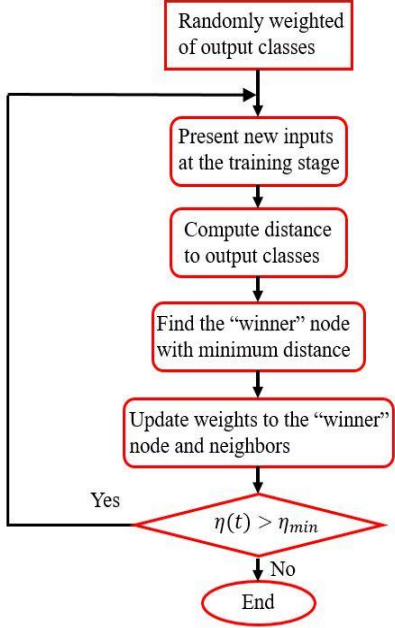 Randomly weighted
of output classes
Present new inputs
at the training stage
Compute distance
to output classes
Find the “winner” node
with minimum distance
Update weights to the “winner”
node and neighbors
Yes
η(t) > ηmin
No
End